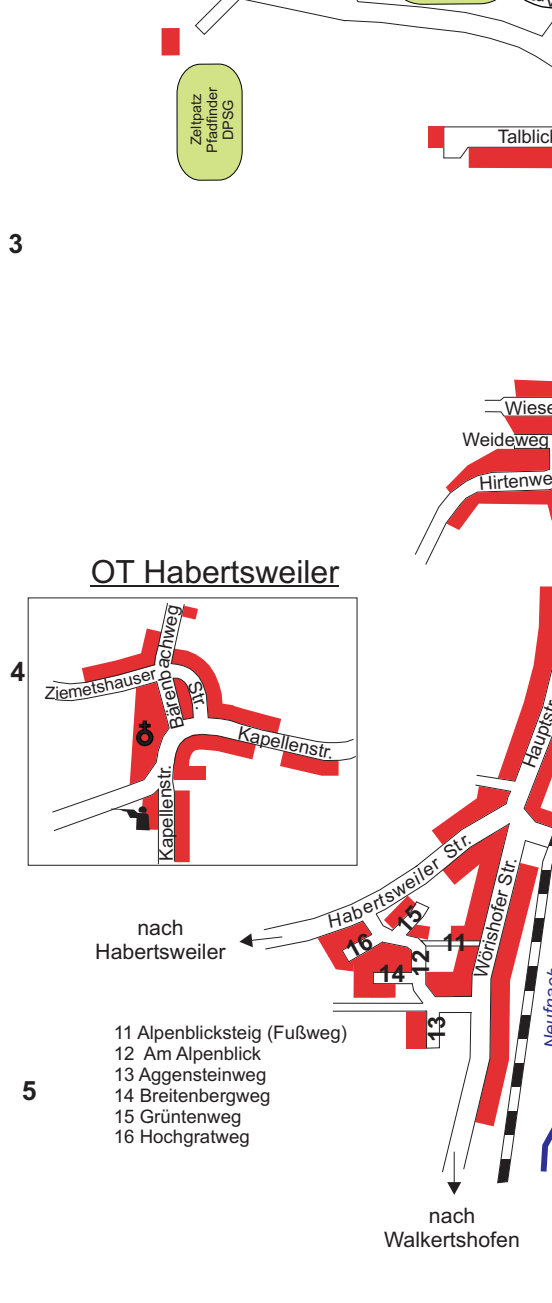 Zeltpatz
Pfadfinder
DPSG
Talblick
3
Wiese
Weideweg
Hirtenwe
OT Habertsweiler
4
Bärenbachweg
Ziemetshauser
Str.
Kapellenstr.
Kapellenstr.
Hauptstr
Habertsweiler Str.
Wörishofer Str.
15
16
11
12
14
13
Neufnach
nach
Habertsweiler
11 Alpenblicksteig (Fußweg)
12 Am Alpenblick
13 Aggensteinweg
14 Breitenbergweg
15 Grüntenweg
16 Hochgratweg
5
nach
Walkertshofen